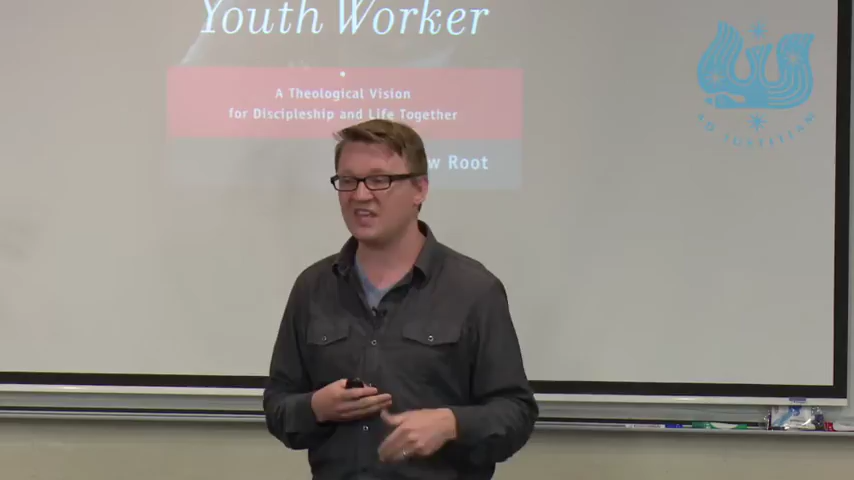 Youth Worker
A Theological Vision
for Discipleship and Life Together
w Root